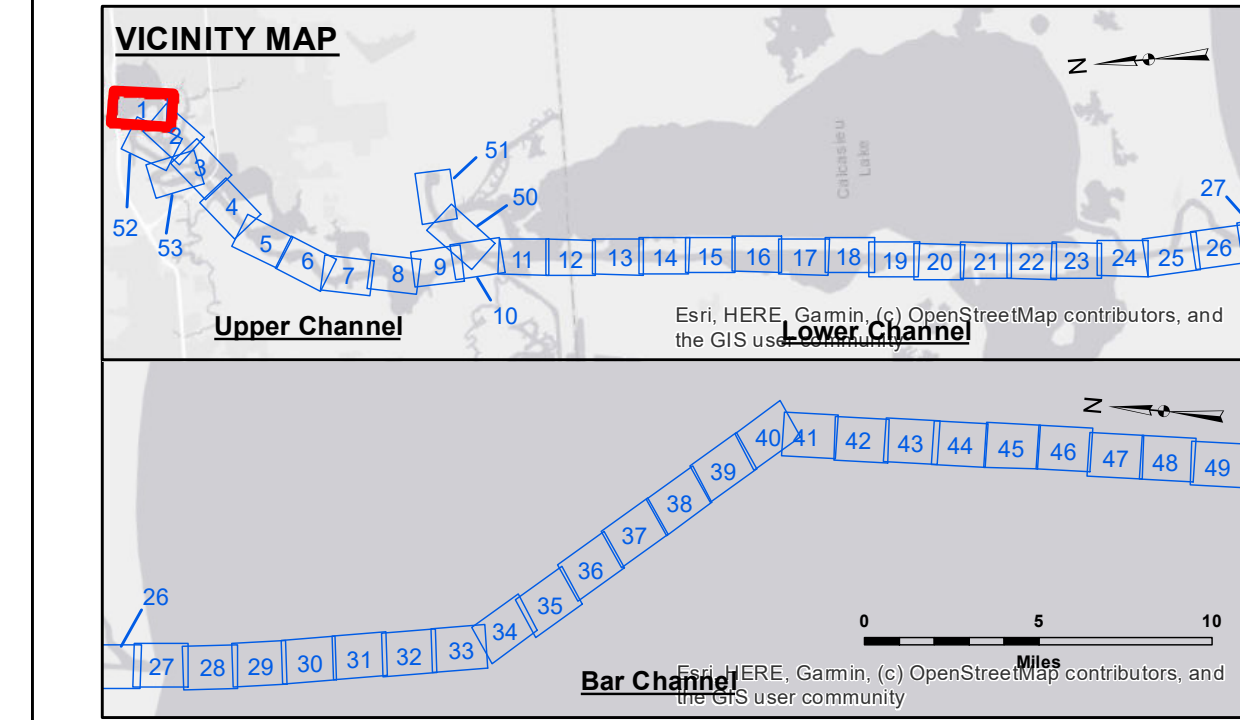 VICINITY MAP
N
1
2
3
4
5
6
7
8
9
10
11 12 13 14 15 16 17 18 19 20 21 22 23 24 25 26
27
50
51
52
53
Calcasieu
Lake
Upper Channel
Lower Channel
Esri, HERE, Garmin, (c) OpenStreetMap contributors, and
the GIS user community
N
26
27 28 29 30 31 32 33
34
35
36
37
38
39
40 41 42 43 44 45 46 47 48 49
0 5 10
Miles
Bar Channel
Esri, HERE, Garmin, (c) OpenStreetMap contributors, and
the GIS user community